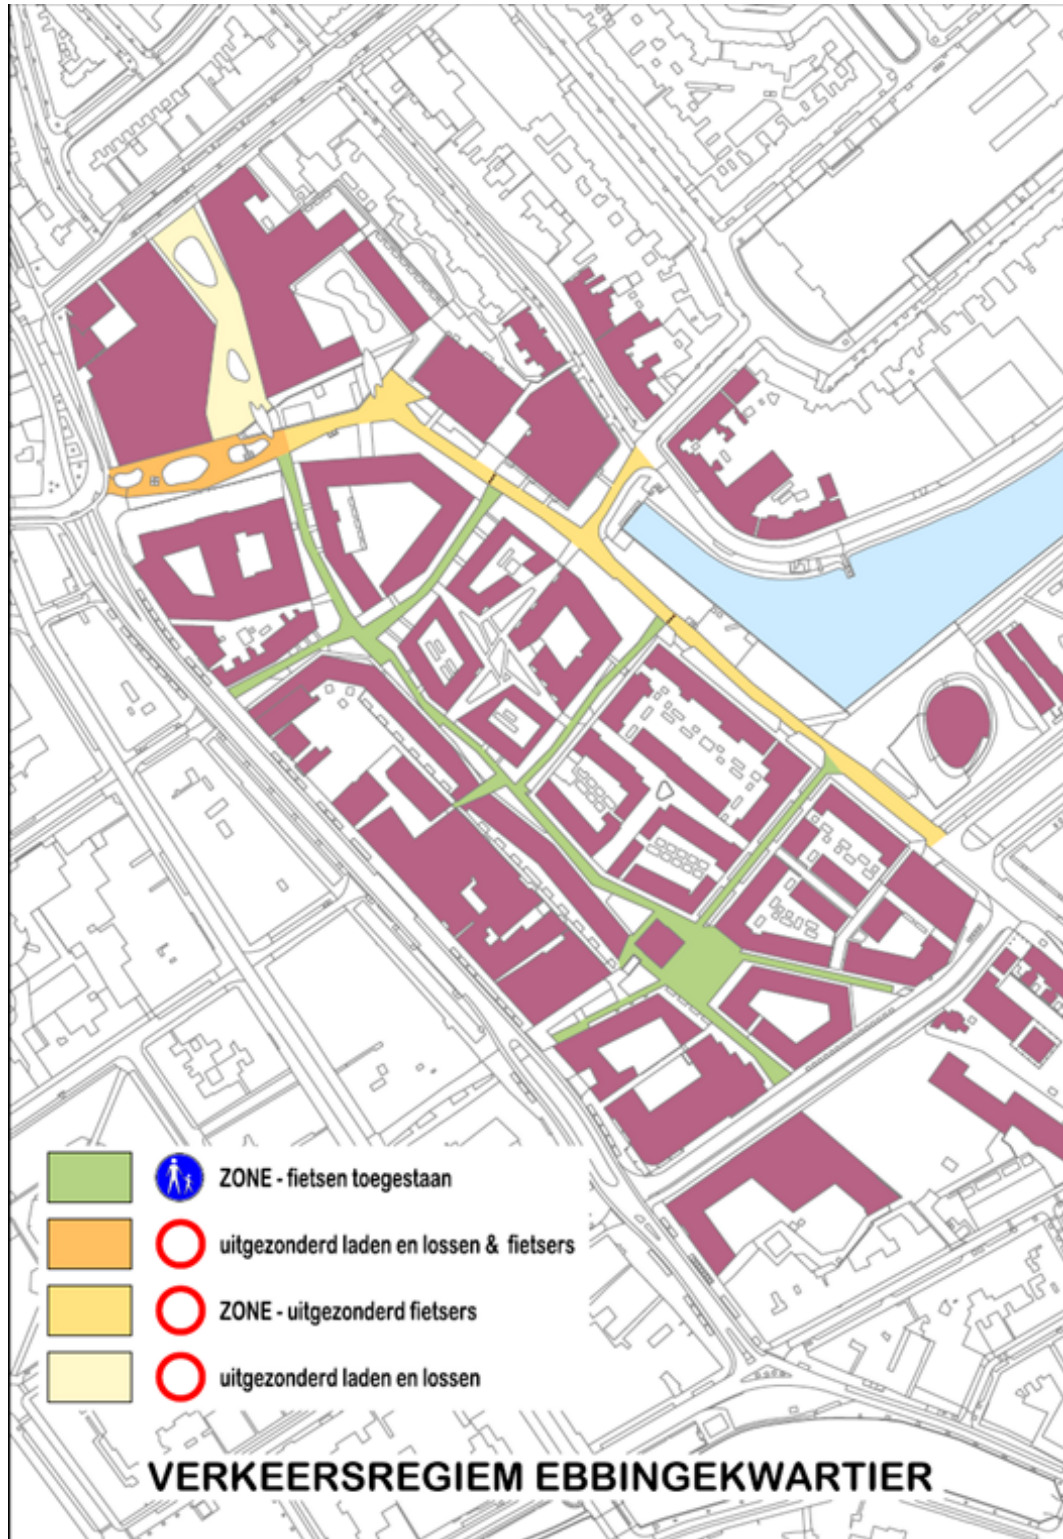 ZONE - fietsen toegestaan
uitgezonderd laden en lossen & fietsers
ZONE - uitgezonderd fietsers
uitgezonderd laden en lossen
VERKEERSREGIEM EBBINGEKWARTIER